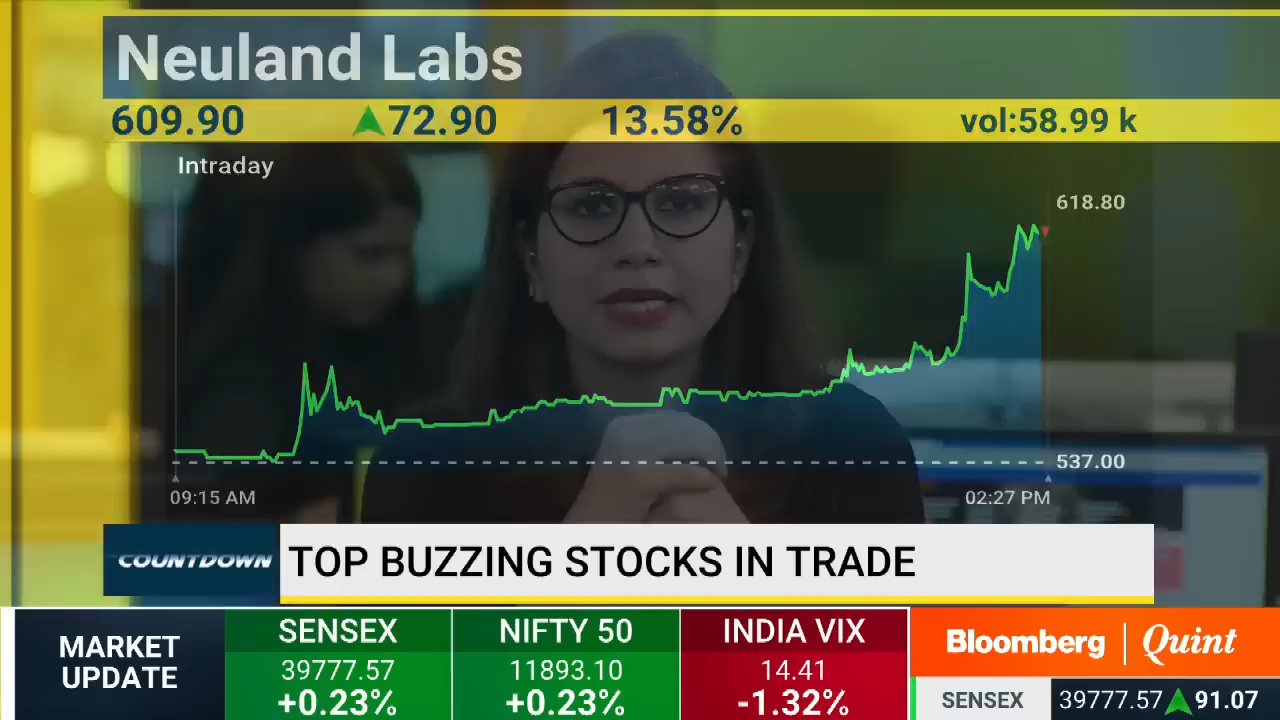 Neuland Labs
609.90 ▲72.90 13.58% vol:58.99 k
Intraday
618.80
537.00
09:15 AM 02:27 PM
COUNTDOWN TOP BUZZING STOCKS IN TRADE
MARKET UPDATE
SENSEX
39777.57
+0.23%
NIFTY 50
11893.10
+0.23%
INDIA VIX
14.41
-1.32%
Bloomberg | Quint
SENSEX 39777.57 ▲91.07